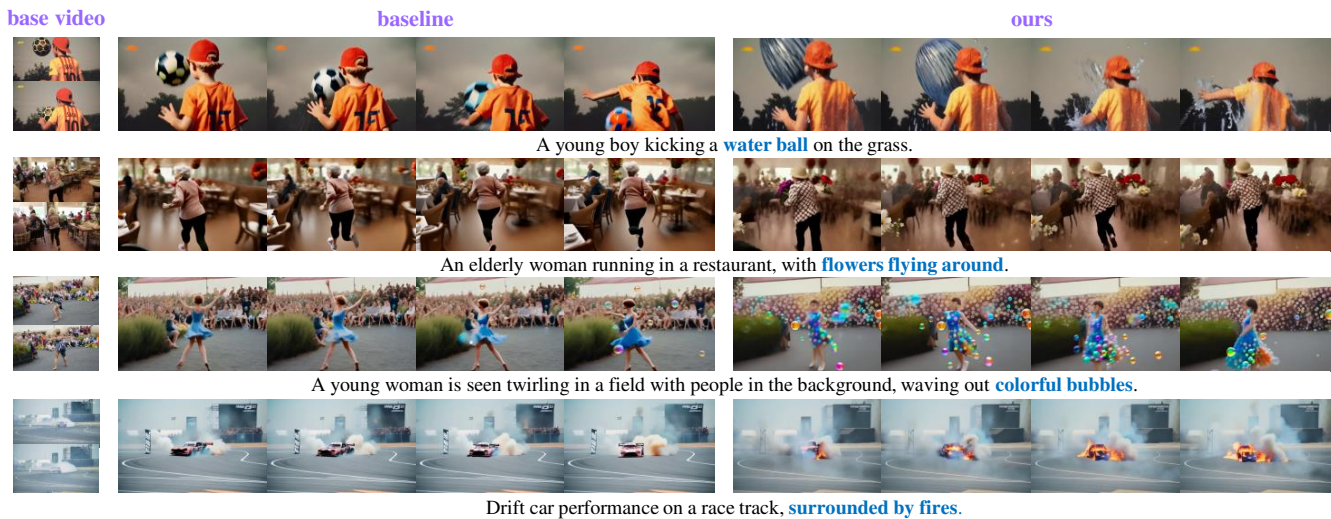 base video
baseline
ours
A young boy kicking a water ball on the grass.
An elderly woman running in a restaurant, with flowers flying around.
A young woman is seen twirling in a field with people in the background, waving out colorful bubbles.
Drift car performance on a race track, surrounded by fires.